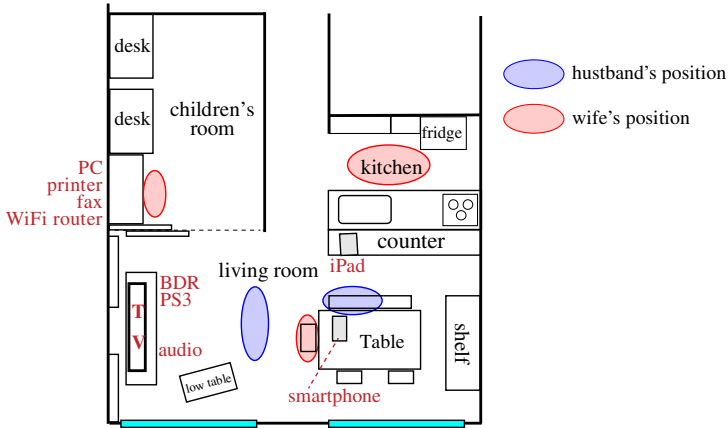 desk
desk
children's
room
PC
printer
fax
WiFi router
fridge
kitchen
counter
iPad
living room
BDR
PS3
T
V
audio
low table
Table
shelf
smartphone
hustband's position
wife's position